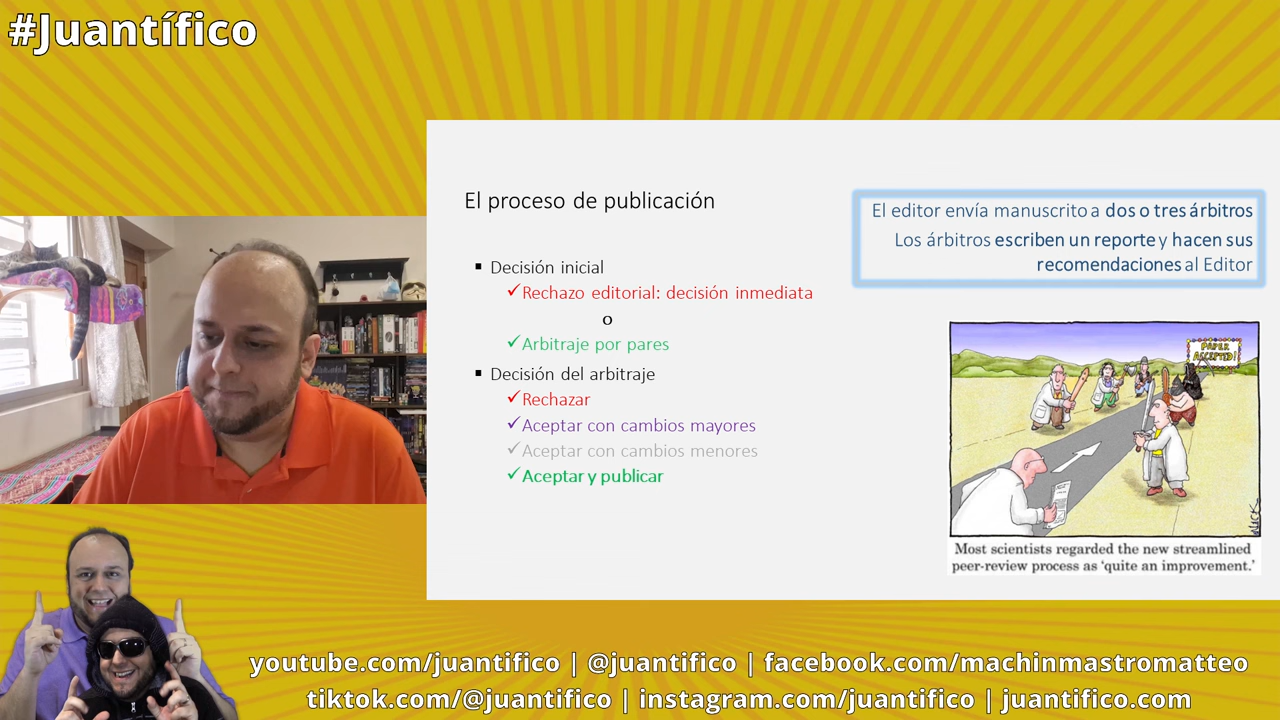 #Juantífico
El proceso de publicación
▪ Decisión inicial
✓Rechazo editorial: decisión inmediata
o
✓Arbitraje por pares
▪ Decisión del arbitraje
✓Rechazar
✓Aceptar con cambios mayores
✓Aceptar con cambios menores
✓Aceptar y publicar
El editor envía manuscrito a dos o tres árbitros
Los árbitros escriben un reporte y hacen sus
recomendaciones al Editor
PAPER
ACCEPTED!
Most scientists regarded the new streamlined
peer-review process as ‘quite an improvement.’
youtube.com/juantifico | @juantifico | facebook.com/machinmastromatteo
tiktok.com/@juantifico | instagram.com/juantifico | juantifico.com